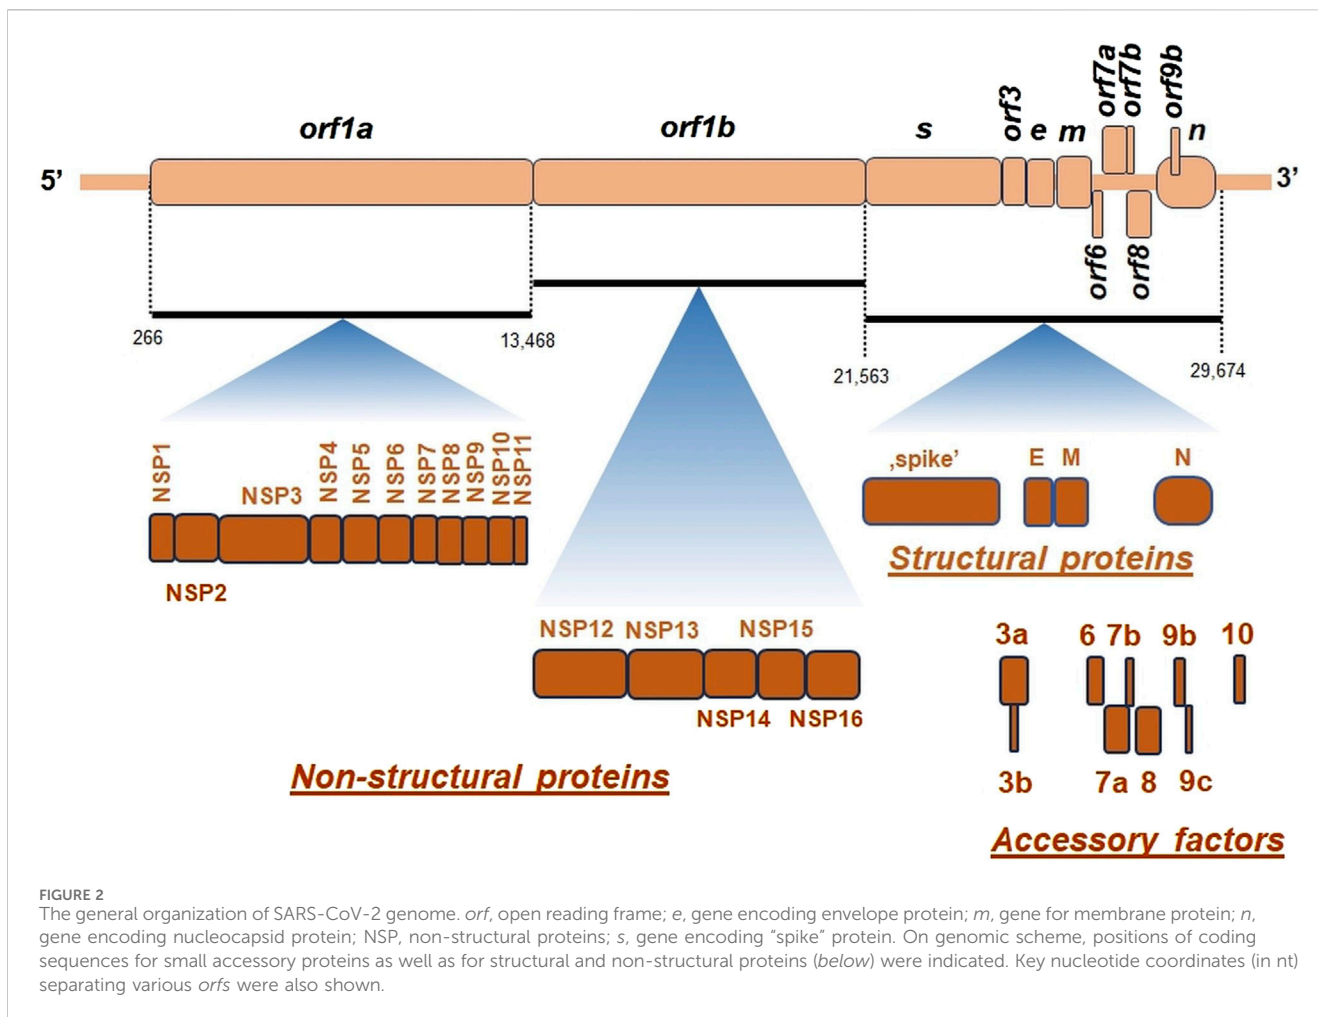 orf1a
orf1b
s
orf3
e
m
orf7a
orf7b
orf9b
n
5’
3’
orf6
orf8
266
13,468
21,563
29,674
NSP1
NSP2
NSP3
NSP4
NSP5
NSP6
NSP7
NSP8
NSP9
NSP10
NSP11
‚spike’
E
M
N
Structural proteins
NSP12
NSP13
NSP14
NSP15
NSP16
Non-structural proteins
3a
6
7b
9b
10
3b
7a
8
9c
Accessory factors
FIGURE 2
The general organization of SARS-CoV-2 genome. orf, open reading frame; e, gene encoding envelope protein; m, gene for membrane protein; n,
gene encoding nucleocapsid protein; NSP, non-structural proteins; s, gene encoding “spike” protein. On genomic scheme, positions of coding
sequences for small accessory proteins as well as for structural and non-structural proteins (below) were indicated. Key nucleotide coordinates (in nt)
separating various orfs were also shown.